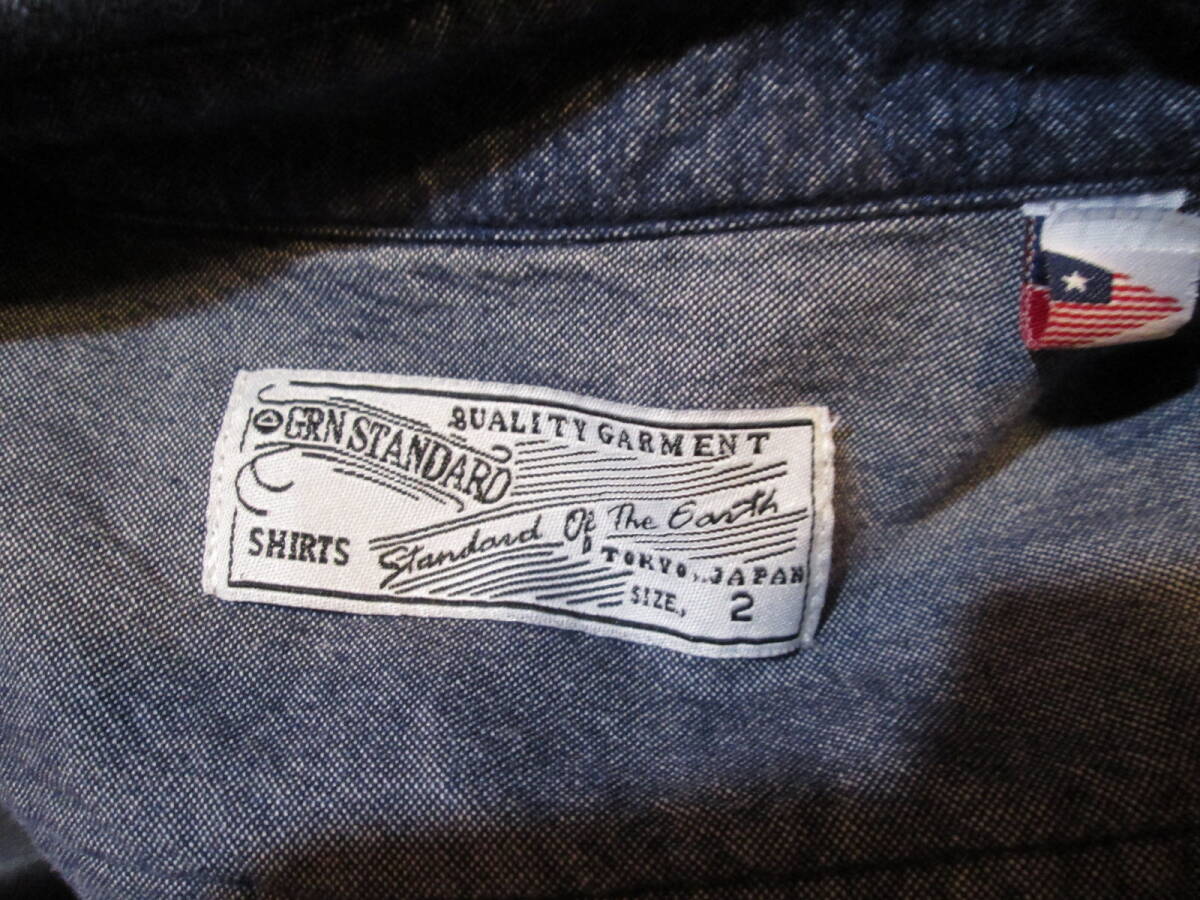 GRN STANDARD
QUALITY GARMENT
Standard Of The Earth
SHIRTS
TOKYO, JAPAN
SIZE, 2